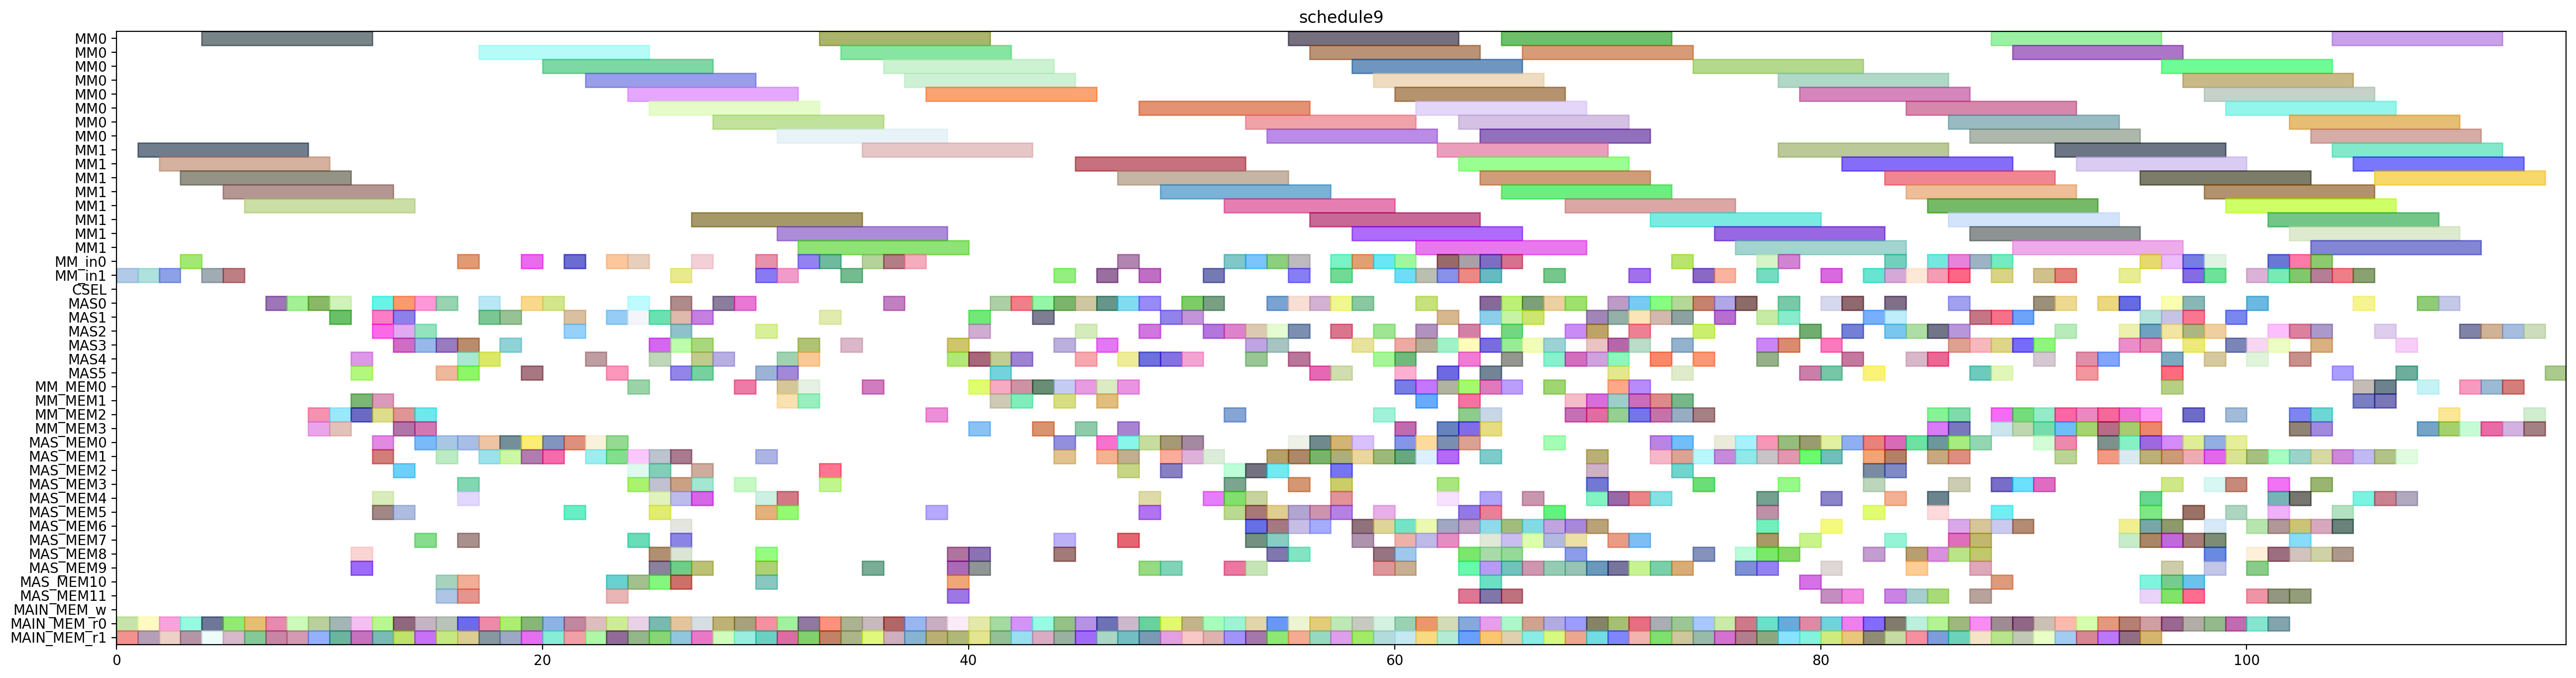 schedule9
MM0
MM0
MM0
MM0
MM0
MM0
MM0
MM0
MM1
MM1
MM1
MM1
MM1
MM1
MM1
MM1
MM_in0
MM_in1
CSEL
MAS0
MAS1
MAS2
MAS3
MAS4
MAS5
MM_MEM0
MM_MEM1
MM_MEM2
MM_MEM3
MAS_MEM0
MAS_MEM1
MAS_MEM2
MAS_MEM3
MAS_MEM4
MAS_MEM5
MAS_MEM6
MAS_MEM7
MAS_MEM8
MAS_MEM9
MAS_MEM10
MAS_MEM11
MAIN_MEM_w
MAIN_MEM_r0
MAIN_MEM_r1
0 20 40 60 80 100